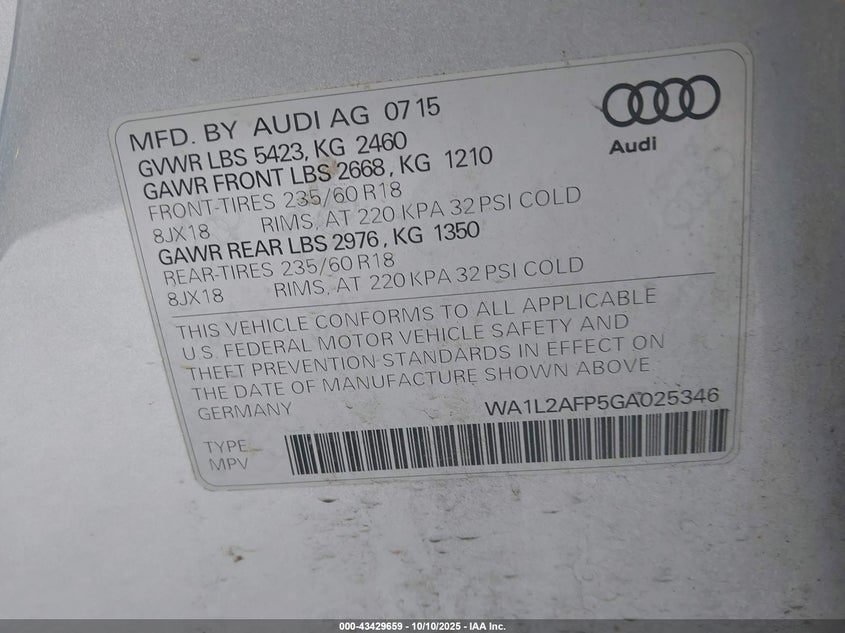 MFD. BY AUDI AG 07 15
GVWR LBS 5423, KG 2460
GAWR FRONT LBS 2668, KG 1210
FRONT-TIRES 235/60 R18
8JX18 RIMS, AT 220 KPA 32 PSI COLD
GAWR REAR LBS 2976, KG 1350
REAR-TIRES 235/60 R18
8JX18 RIMS, AT 220 KPA 32 PSI COLD
Audi
THIS VEHICLE CONFORMS TO ALL APPLICABLE
U.S. FEDERAL MOTOR VEHICLE SAFETY AND
THEFT PREVENTION STANDARDS IN EFFECT ON
THE DATE OF MANUFACTURE SHOWN ABOVE.
GERMANY WA1L2AFP5GA025346
TYPE
MPV
000-43429659 - 10/10/2025 - IAA Inc.